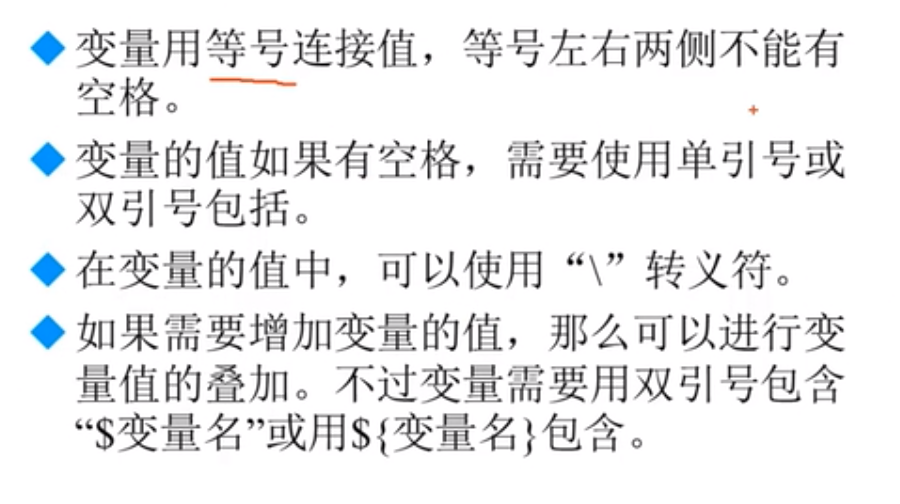 变量用等号连接值，等号左右两侧不能有
空格。
变量的值如果有空格，需要使用单引号或
双引号包括。
在变量的值中，可以使用“\”转义符。
如果需要增加变量的值，那么可以进行变
量值的叠加。不过变量需要用双引号包含
“$变量名”或用${变量名}包含。